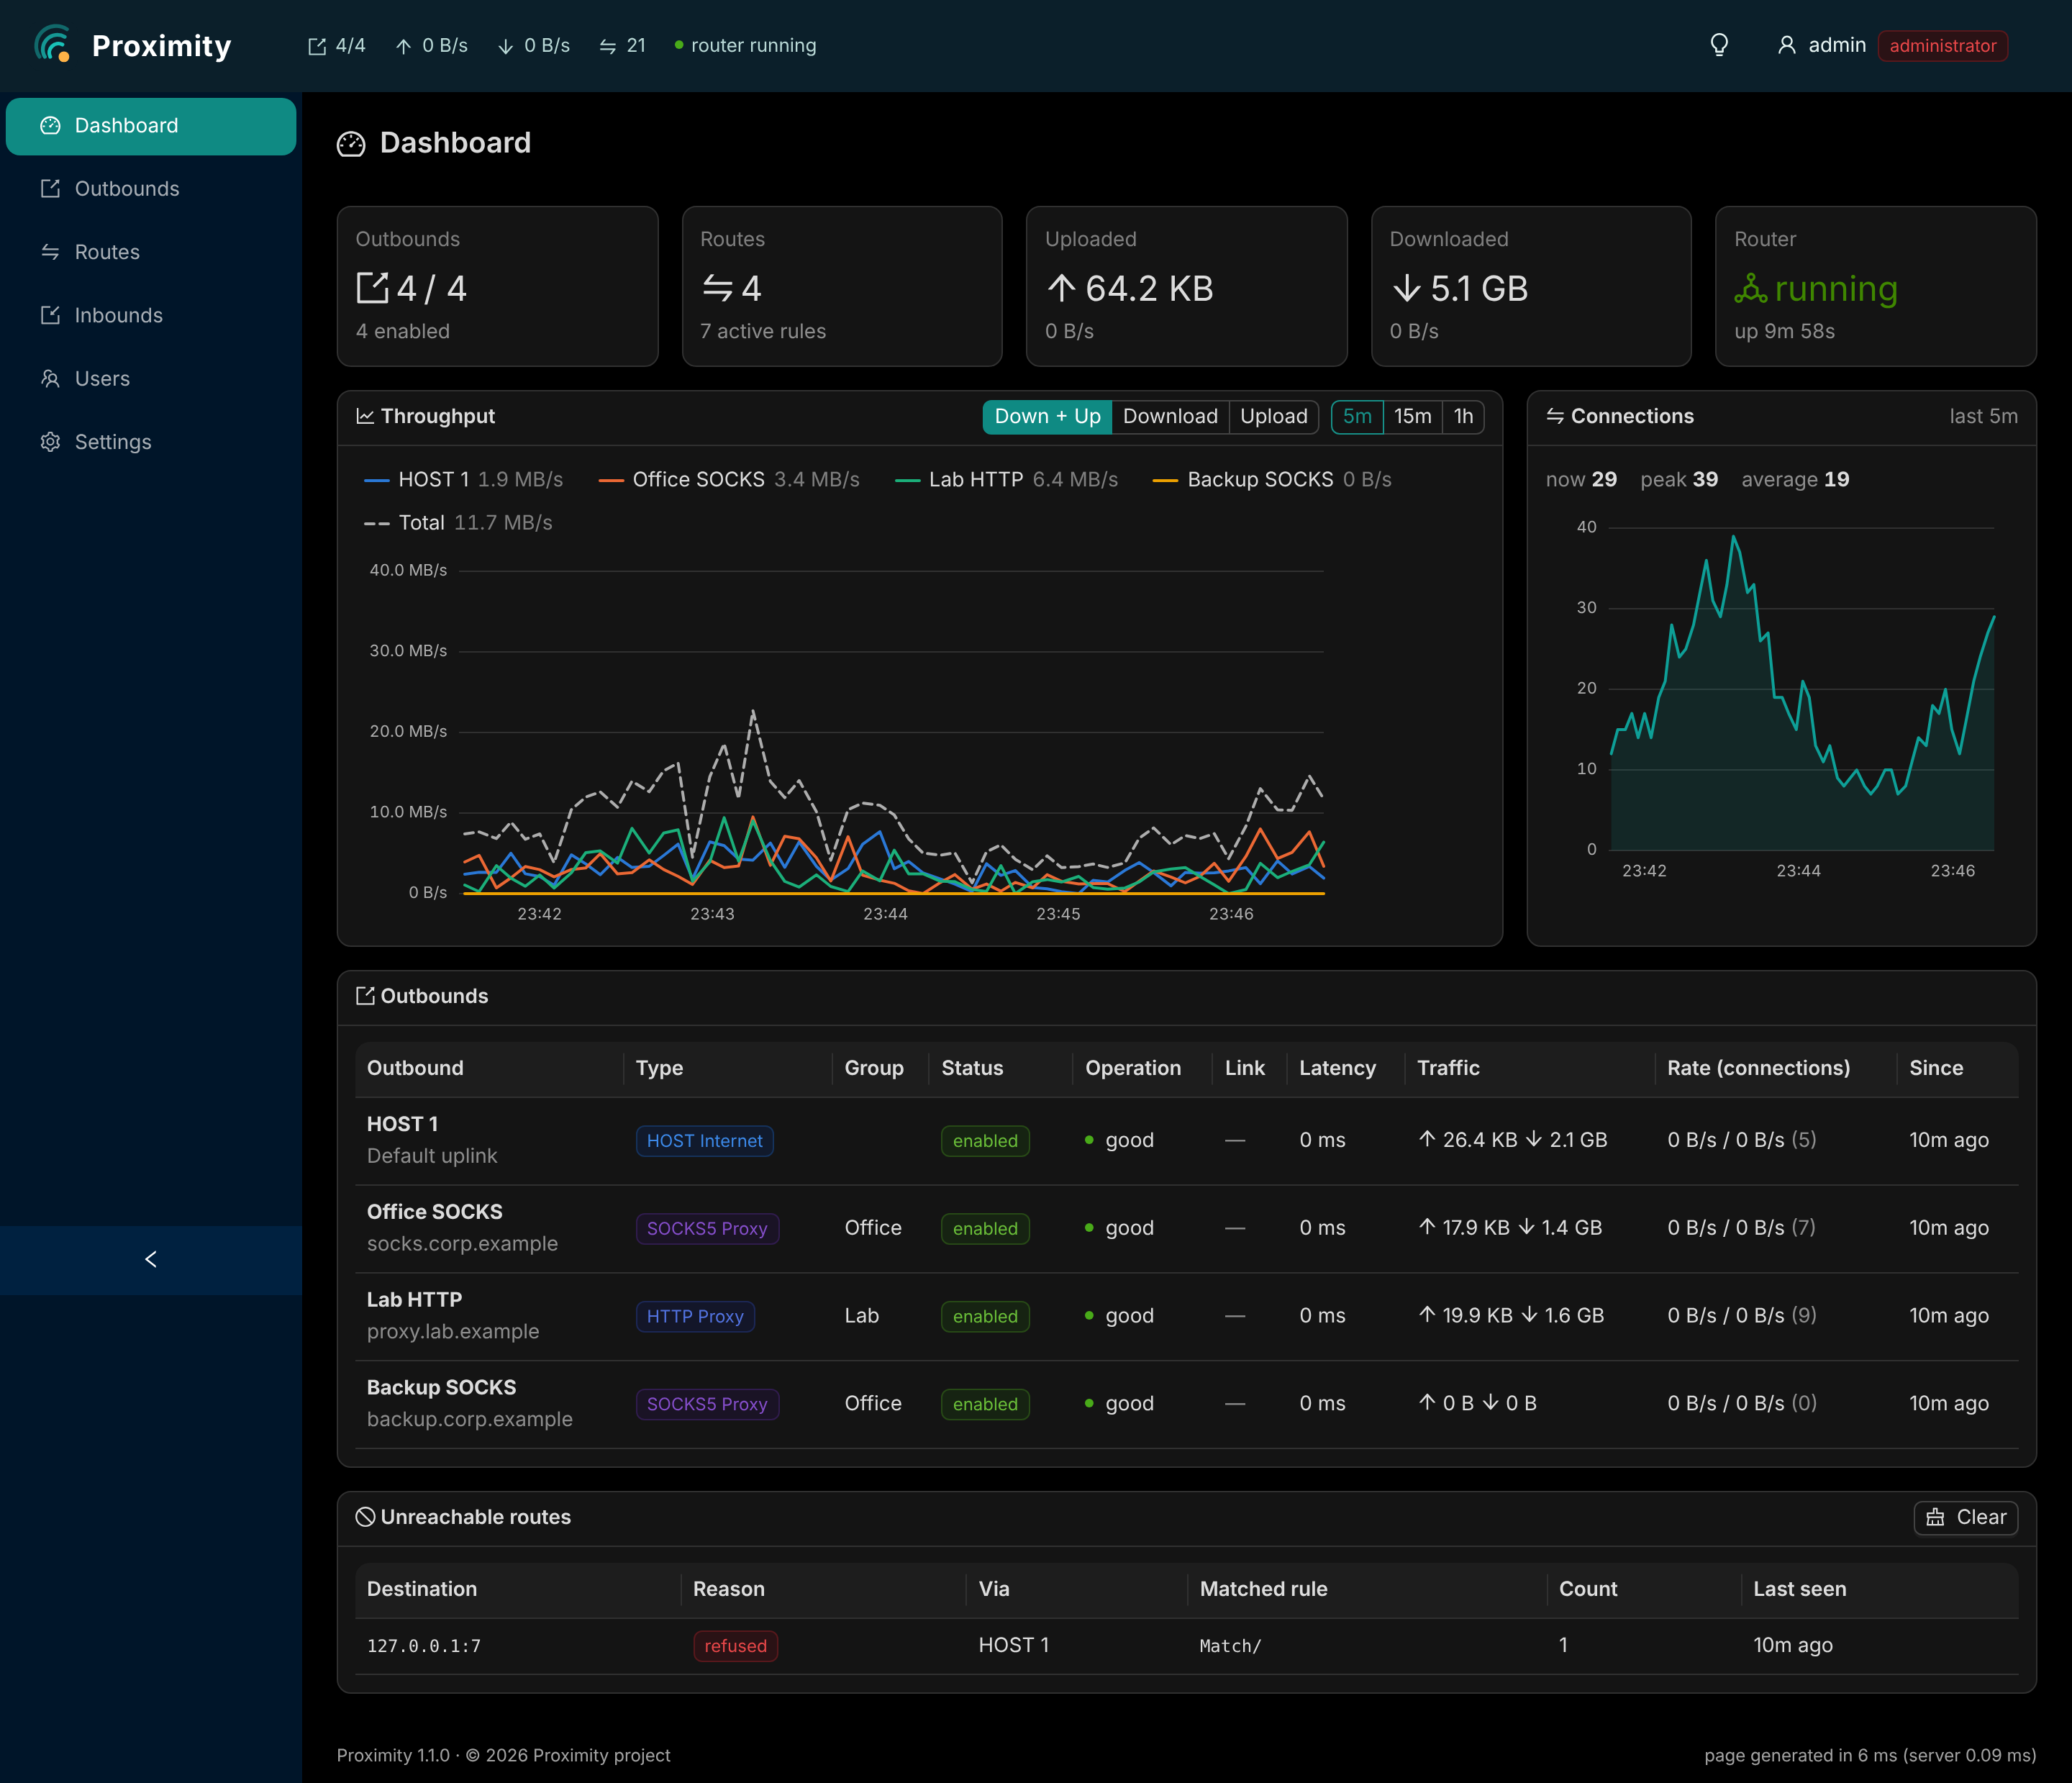 Proximity
4/4 0 B/s 0 B/s 21 router running
admin administrator
Dashboard
Outbounds
Routes
Inbounds
Users
Settings
Dashboard
Outbounds
4 / 4
4 enabled
Routes
4
7 active rules
Uploaded
64.2 KB
0 B/s
Downloaded
5.1 GB
0 B/s
Router
running
up 9m 58s
Throughput
Down + Up Download Upload 5m 15m 1h
HOST 1 1.9 MB/s Office SOCKS 3.4 MB/s Lab HTTP 6.4 MB/s Backup SOCKS 0 B/s
Total 11.7 MB/s
40.0 MB/s
30.0 MB/s
20.0 MB/s
10.0 MB/s
0 B/s
23:42 23:43 23:44 23:45 23:46
Connections last 5m
now 29 peak 39 average 19
40
30
20
10
0
23:42 23:44 23:46
Outbounds
Outbound Type Group Status Operation Link Latency Traffic Rate (connections) Since
HOST 1
Default uplink
HOST Internet enabled good — 0 ms ↑ 26.4 KB ↓ 2.1 GB 0 B/s / 0 B/s (5) 10m ago
Office SOCKS
socks.corp.example
SOCKS5 Proxy Office enabled good — 0 ms ↑ 17.9 KB ↓ 1.4 GB 0 B/s / 0 B/s (7) 10m ago
Lab HTTP
proxy.lab.example
HTTP Proxy Lab enabled good — 0 ms ↑ 19.9 KB ↓ 1.6 GB 0 B/s / 0 B/s (9) 10m ago
Backup SOCKS
backup.corp.example
SOCKS5 Proxy Office enabled good — 0 ms ↑ 0 B ↓ 0 B 0 B/s / 0 B/s (0) 10m ago
Unreachable routes Clear
Destination Reason Via Matched rule Count Last seen
127.0.0.1:7 refused HOST 1 Match/ 1 10m ago
Proximity 1.1.0 · © 2026 Proximity project
page generated in 6 ms (server 0.09 ms)